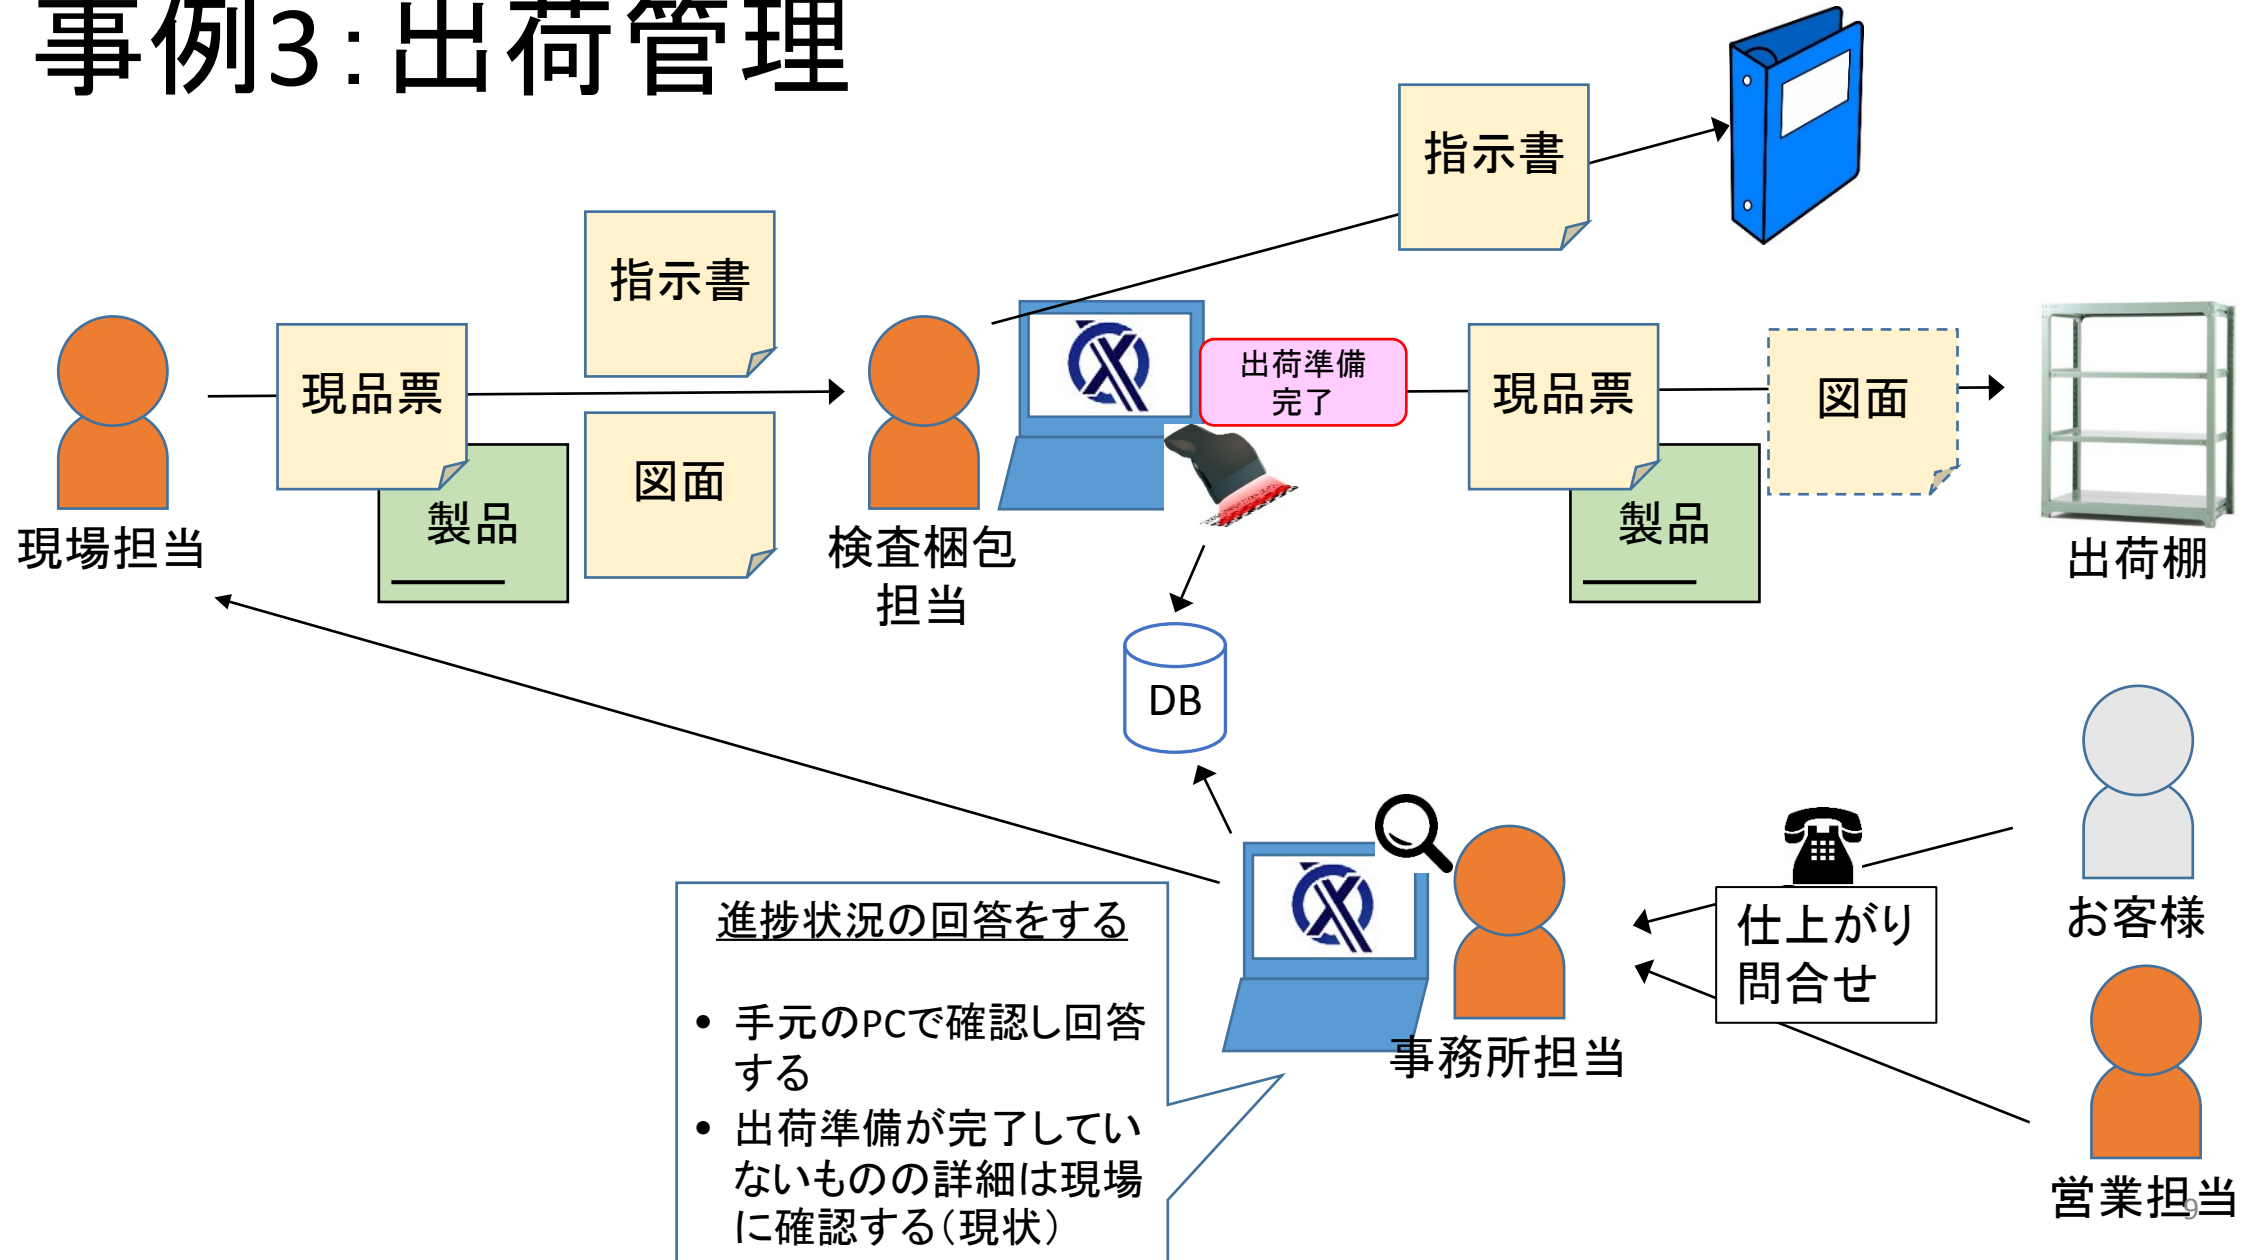 事例3：出荷管理
指示書
指示書
現品票
製品
図面
出荷準備
完了
現品票
製品
図面
現場担当
検査梱包
担当
出荷棚
DB
進捗状況の回答をする
• 手元のPCで確認し回答
する
• 出荷準備が完了してい
ないものの詳細は現場
に確認する（現状）
事務所担当
仕上がり
問合せ
お客様
営業担当
9